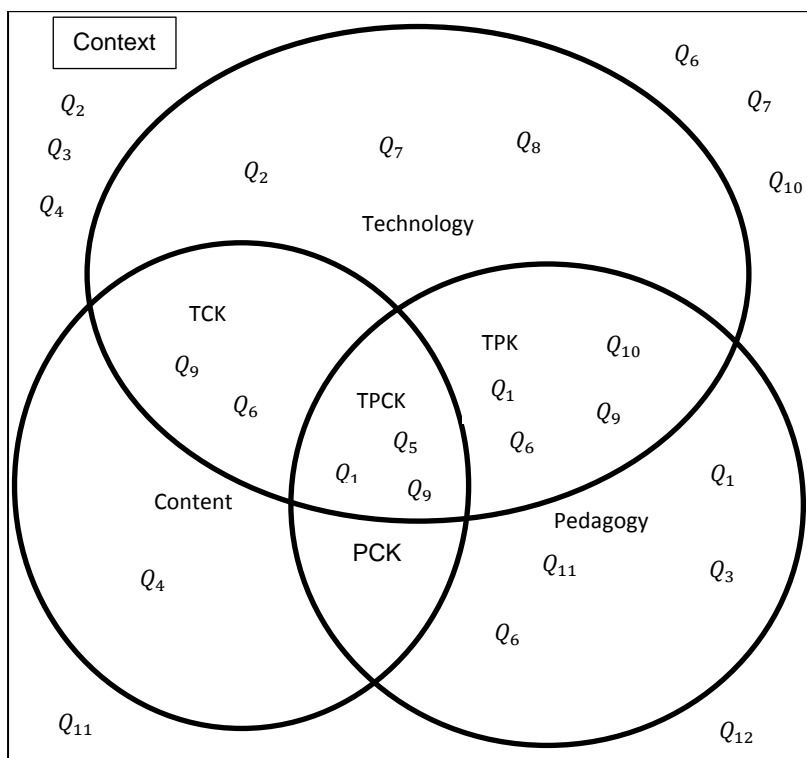 Context
Q₆
Q₂
Q₇
Q₃
Q₇
Q₈
Q₂
Q₁₀
Q₄
Technology
TCK
TPK
Q₁₀
Q₉
Q₁
TPCK
Q₆
Q₉
Q₅
Q₆
Q₁
Q₉
Q₁
Content
Pedagogy
PCK
Q₁₁
Q₃
Q₄
Q₆
Q₁₁
Q₁₂